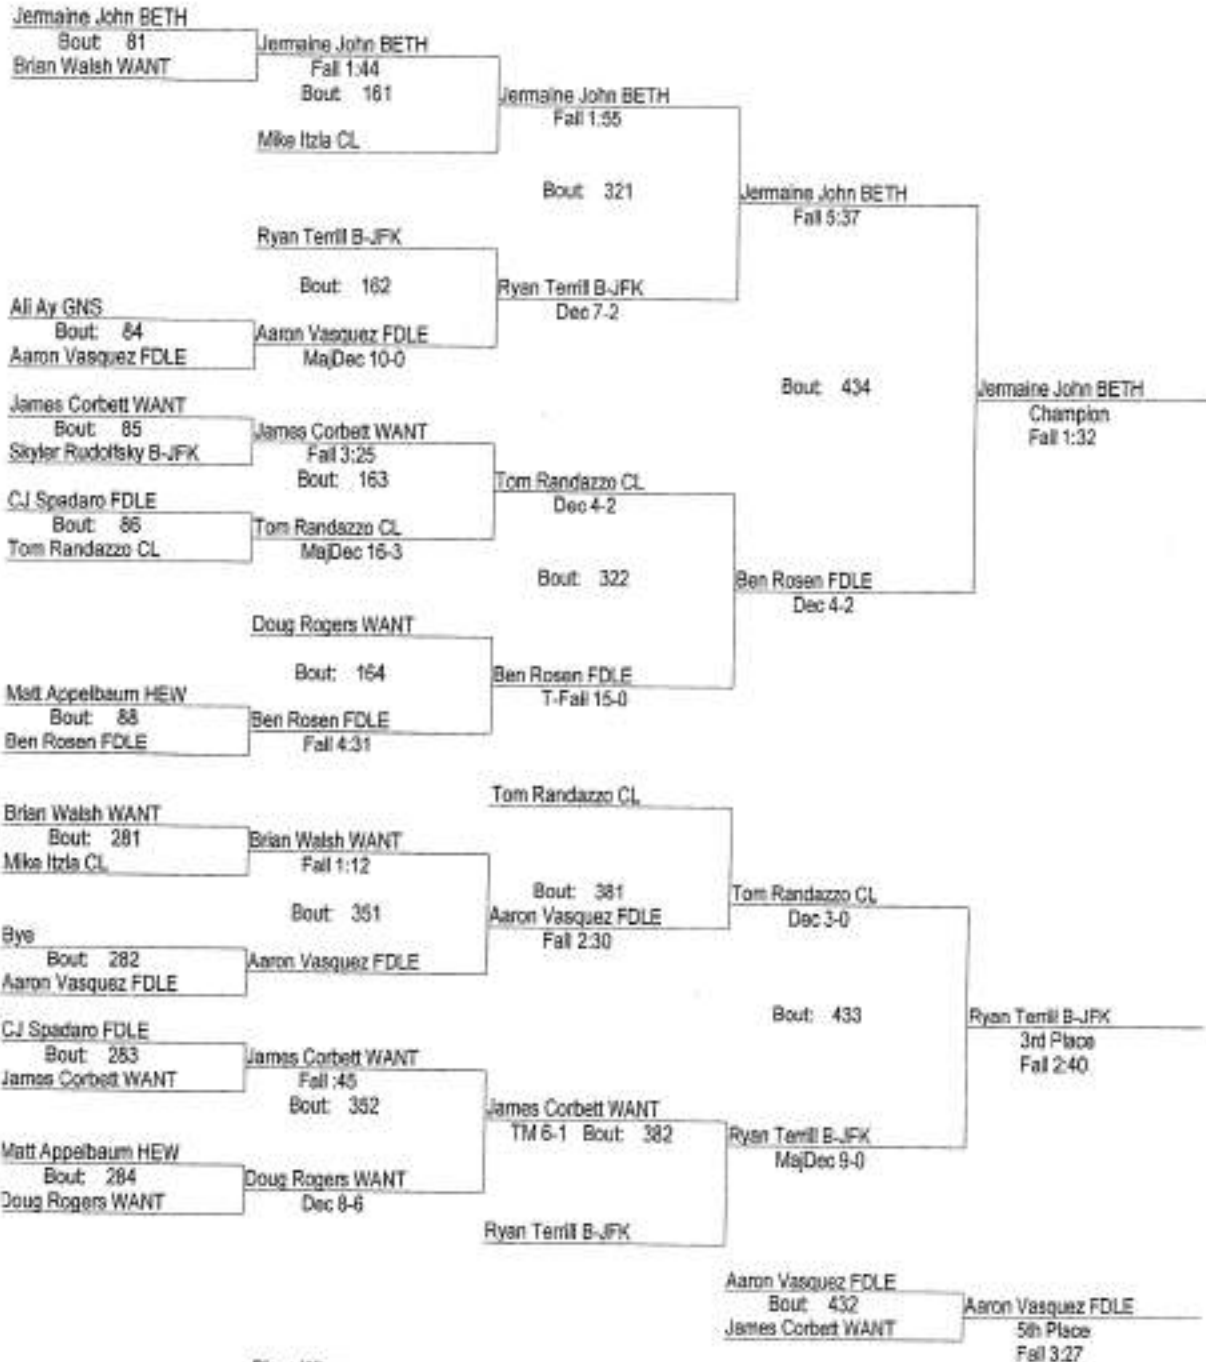 Jermaine John BETH
Bout: 81
Brian Walsh WANT
Jermaine John BETH
Fall 1:44
Bout: 161
Mike Itzla CL
Jermaine John BETH
Fall 1:55
Bout: 321
Jermaine John BETH
Fall 5:37
Ryan Terrill B-JFK
Bout: 162
Ryan Terrill B-JFK
Dec 7-2
Ali Ay GNS
Bout: 84
Aaron Vasquez FDLE
Aaron Vasquez FDLE
MajDec 10-0
Bout: 434
Jermaine John BETH
Champion
Fall 1:32
James Corbett WANT
Bout: 85
Skyler Rudolfsky B-JFK
James Corbett WANT
Fall 3:25
Bout: 163
Tom Randazzo CL
Dec 4-2
CJ Spadaro FDLE
Bout: 86
Tom Randazzo CL
Tom Randazzo CL
MajDec 16-3
Bout: 322
Ben Rosen FDLE
Dec 4-2
Doug Rogers WANT
Bout: 164
Ben Rosen FDLE
T-Fall 15-0
Matt Appelbaum HEW
Bout: 88
Ben Rosen FDLE
Ben Rosen FDLE
Fall 4:31
Tom Randazzo CL
Brian Walsh WANT
Bout: 281
Mike Itzla CL
Brian Walsh WANT
Fall 1:12
Bout: 351
Bout: 381
Aaron Vasquez FDLE
Fall 2:30
Tom Randazzo CL
Dec 3-0
Bye
Bout: 282
Aaron Vasquez FDLE
Aaron Vasquez FDLE
Bout: 433
Ryan Terrill B-JFK
3rd Place
Fall 2:40
CJ Spadaro FDLE
Bout: 283
James Corbett WANT
James Corbett WANT
Fall :45
Bout: 352
James Corbett WANT
TM 6-1 Bout: 382
Ryan Terrill B-JFK
MajDec 9-0
Matt Appelbaum HEW
Bout: 284
Doug Rogers WANT
Doug Rogers WANT
Dec 8-6
Ryan Terrill B-JFK
Aaron Vasquez FDLE
Bout: 432
James Corbett WANT
Aaron Vasquez FDLE
5th Place
Fall 3:27